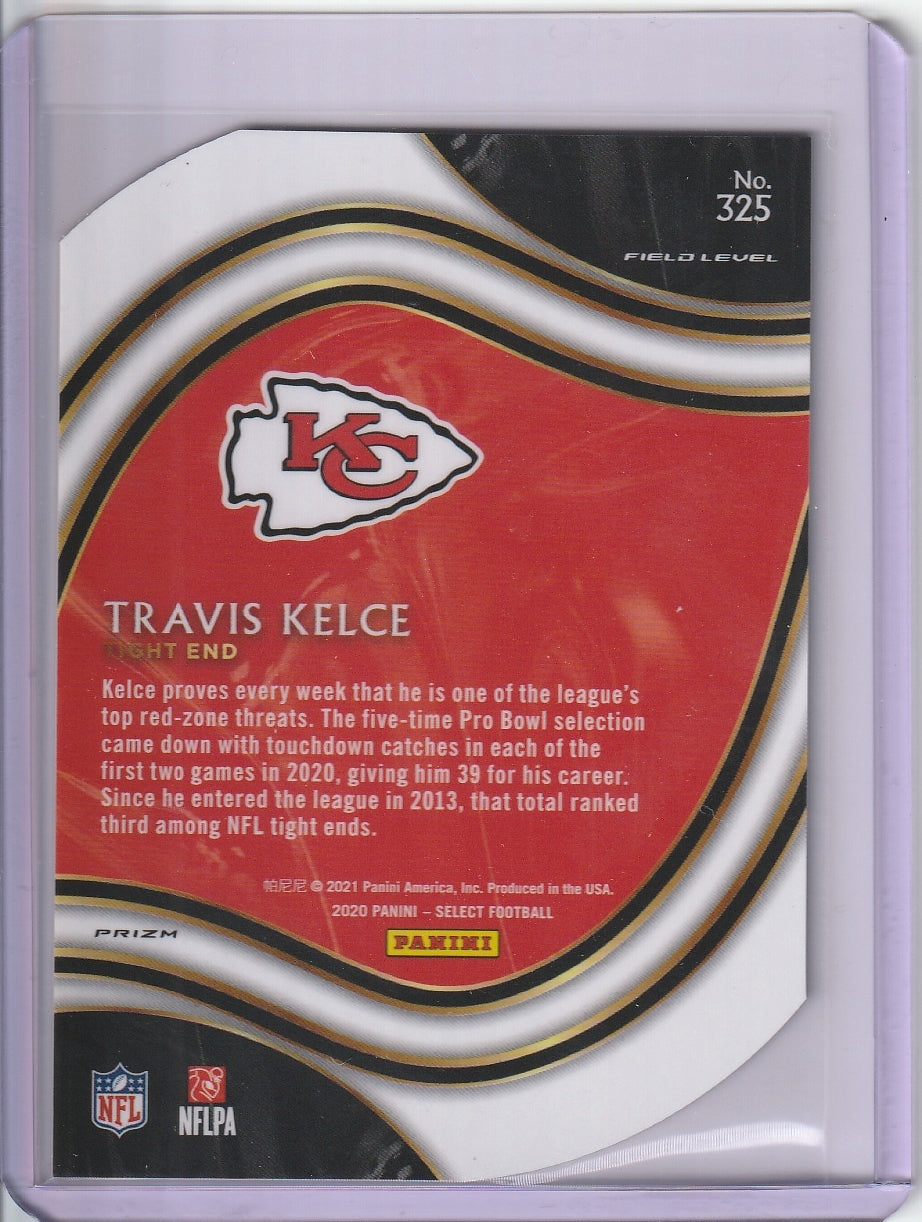 No.
325
FIELD LEVEL
KC
TRAVIS KELCE
TIGHT END
Kelce proves every week that he is one of the league's
top red-zone threats. The five-time Pro Bowl selection
came down with touchdown catches in each of the
first two games in 2020, giving him 39 for his career.
Since he entered the league in 2013, that total ranked
third among NFL tight ends.
帕尼尼 © 2021 Panini America, Inc. Produced in the USA.
2020 PANINI – SELECT FOOTBALL
PANINI
PRIZM
NFL
NFLPA